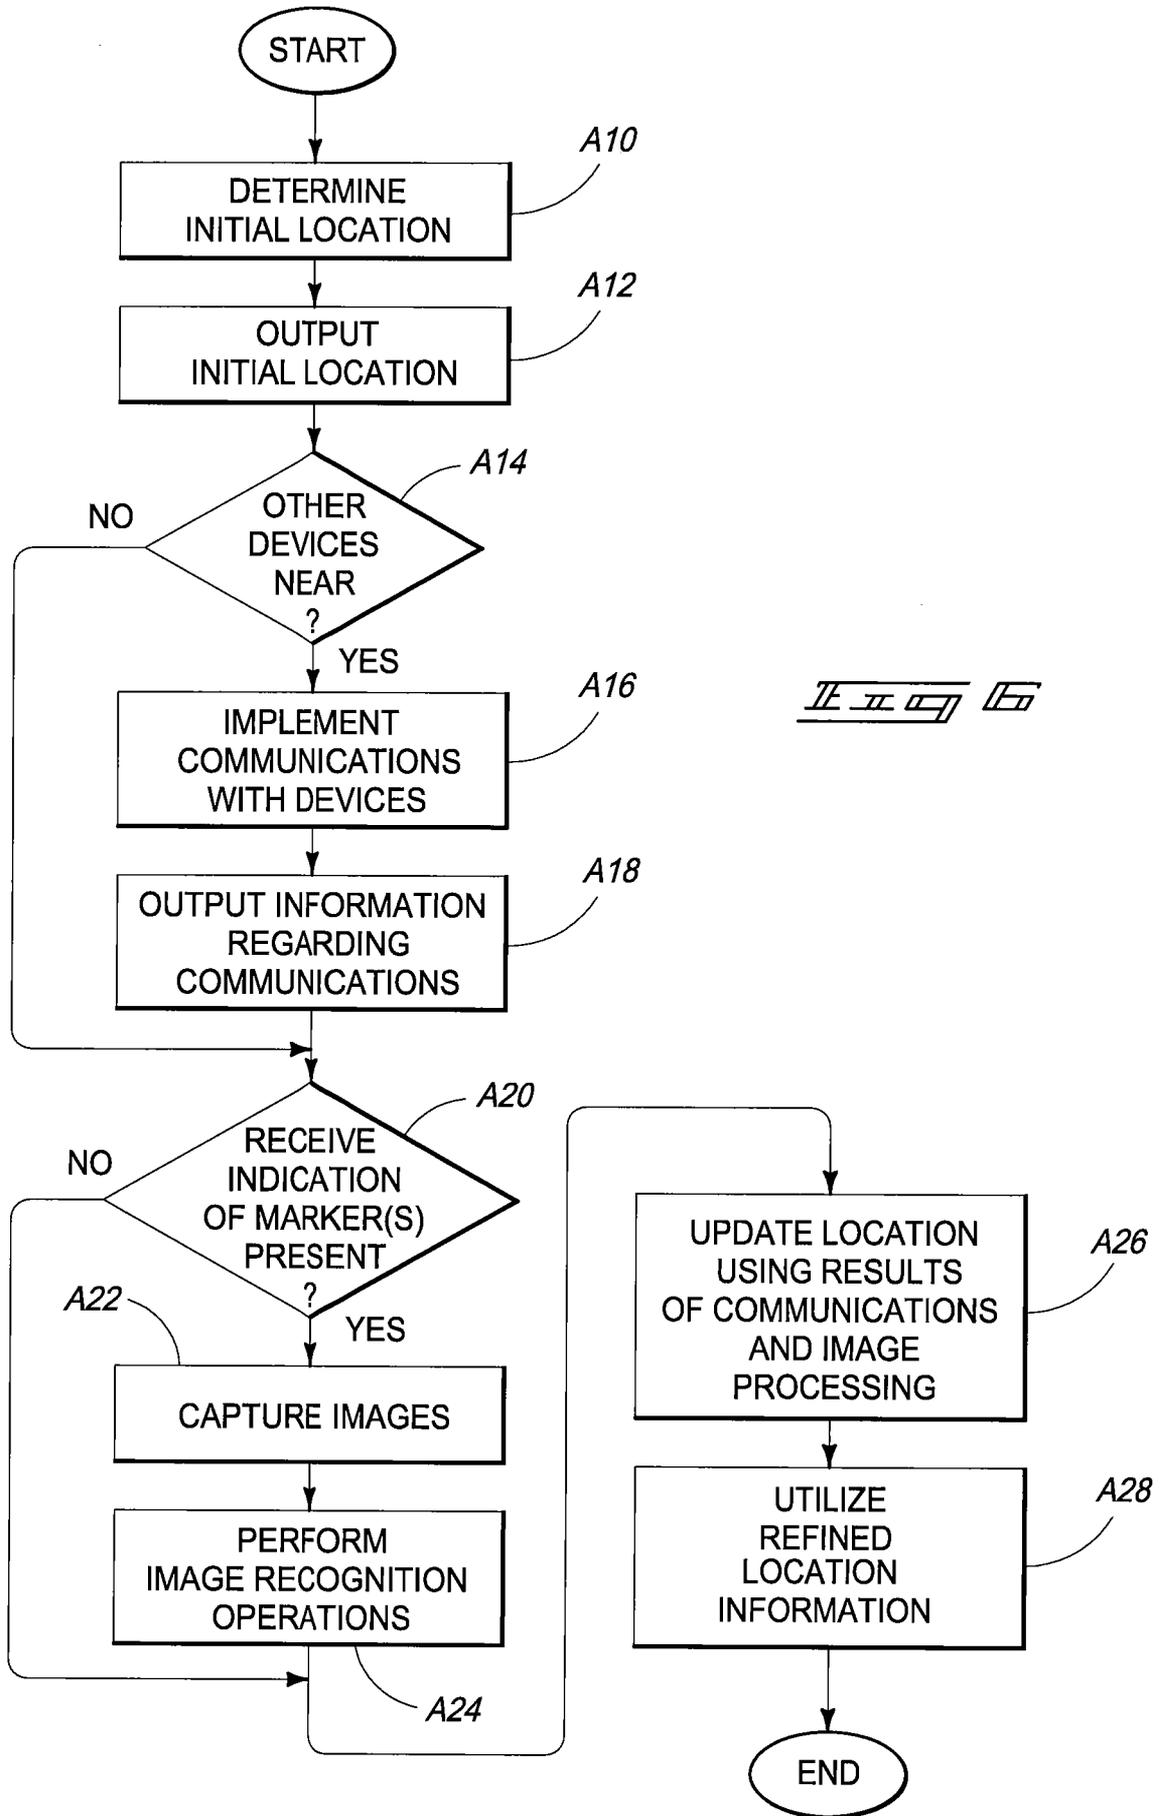 START
A10
DETERMINE
INITIAL LOCATION
A12
OUTPUT
INITIAL LOCATION
A14
NO
OTHER
DEVICES
NEAR
?
YES
A16
IMPLEMENT
COMMUNICATIONS
WITH DEVICES
Fig 6
A18
OUTPUT INFORMATION
REGARDING
COMMUNICATIONS
A20
NO
RECEIVE
INDICATION
OF MARKER(S)
PRESENT
?
YES
A22
CAPTURE IMAGES
PERFORM
IMAGE RECOGNITION
OPERATIONS
A24
UPDATE LOCATION
USING RESULTS
OF COMMUNICATIONS
AND IMAGE
PROCESSING
A26
UTILIZE
REFINED
LOCATION
INFORMATION
A28
END